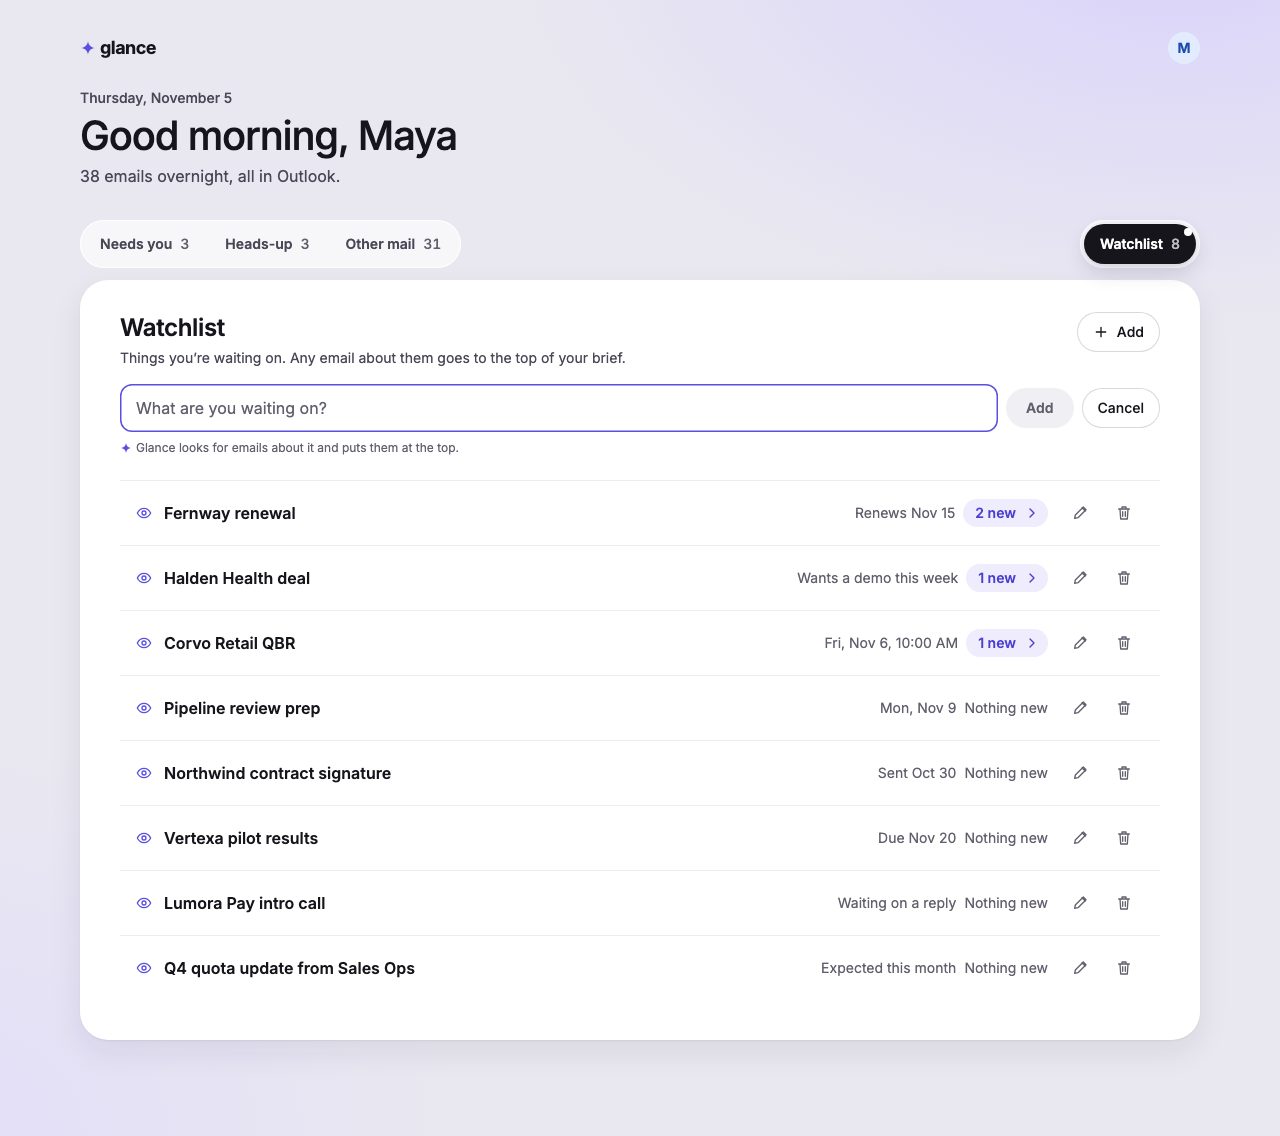 glance
M
Thursday, November 5
Good morning, Maya
38 emails overnight, all in Outlook.
Needs you 3 Heads-up 3 Other mail 31
Watchlist 8
Watchlist
Add
Things you’re waiting on. Any email about them goes to the top of your brief.
What are you waiting on?
Add
Cancel
Glance looks for emails about it and puts them at the top.
Fernway renewal Renews Nov 15 2 new
Halden Health deal Wants a demo this week 1 new
Corvo Retail QBR Fri, Nov 6, 10:00 AM 1 new
Pipeline review prep Mon, Nov 9 Nothing new
Northwind contract signature Sent Oct 30 Nothing new
Vertexa pilot results Due Nov 20 Nothing new
Lumora Pay intro call Waiting on a reply Nothing new
Q4 quota update from Sales Ops Expected this month Nothing new